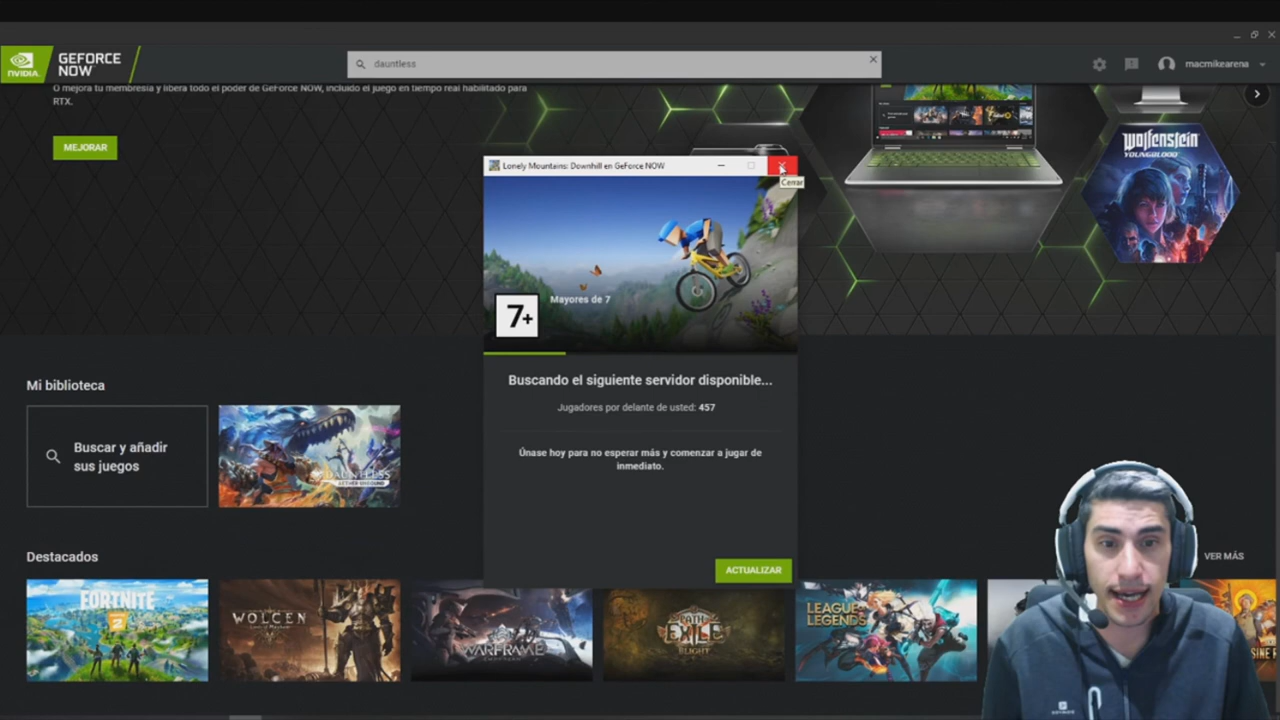 NVIDIA.
GEFORCE
NOW
dauntless
macmikearena
O mejora tu membresía y libera todo el poder de GeForce NOW, incluido el juego en tiempo real habilitado para
RTX.
MEJORAR
Wolfenstein
YOUNGBLOOD
Lonely Mountains: Downhill en GeForce NOW
Cerrar
7+
Mayores de 7
Buscando el siguiente servidor disponible...
Jugadores por delante de usted: 457
Únase hoy para no esperar más y comenzar a jugar de
inmediato.
ACTUALIZAR
Mi biblioteca
Buscar y añadir
sus juegos
DAUNTLESS
AETHER UNBOUND
Destacados
VER MÁS
FORTNITE
2
WOLCEN
WARFRAME
PATH
OF
EXILE
BLIGHT
LEAGUE OF
LEGENDS